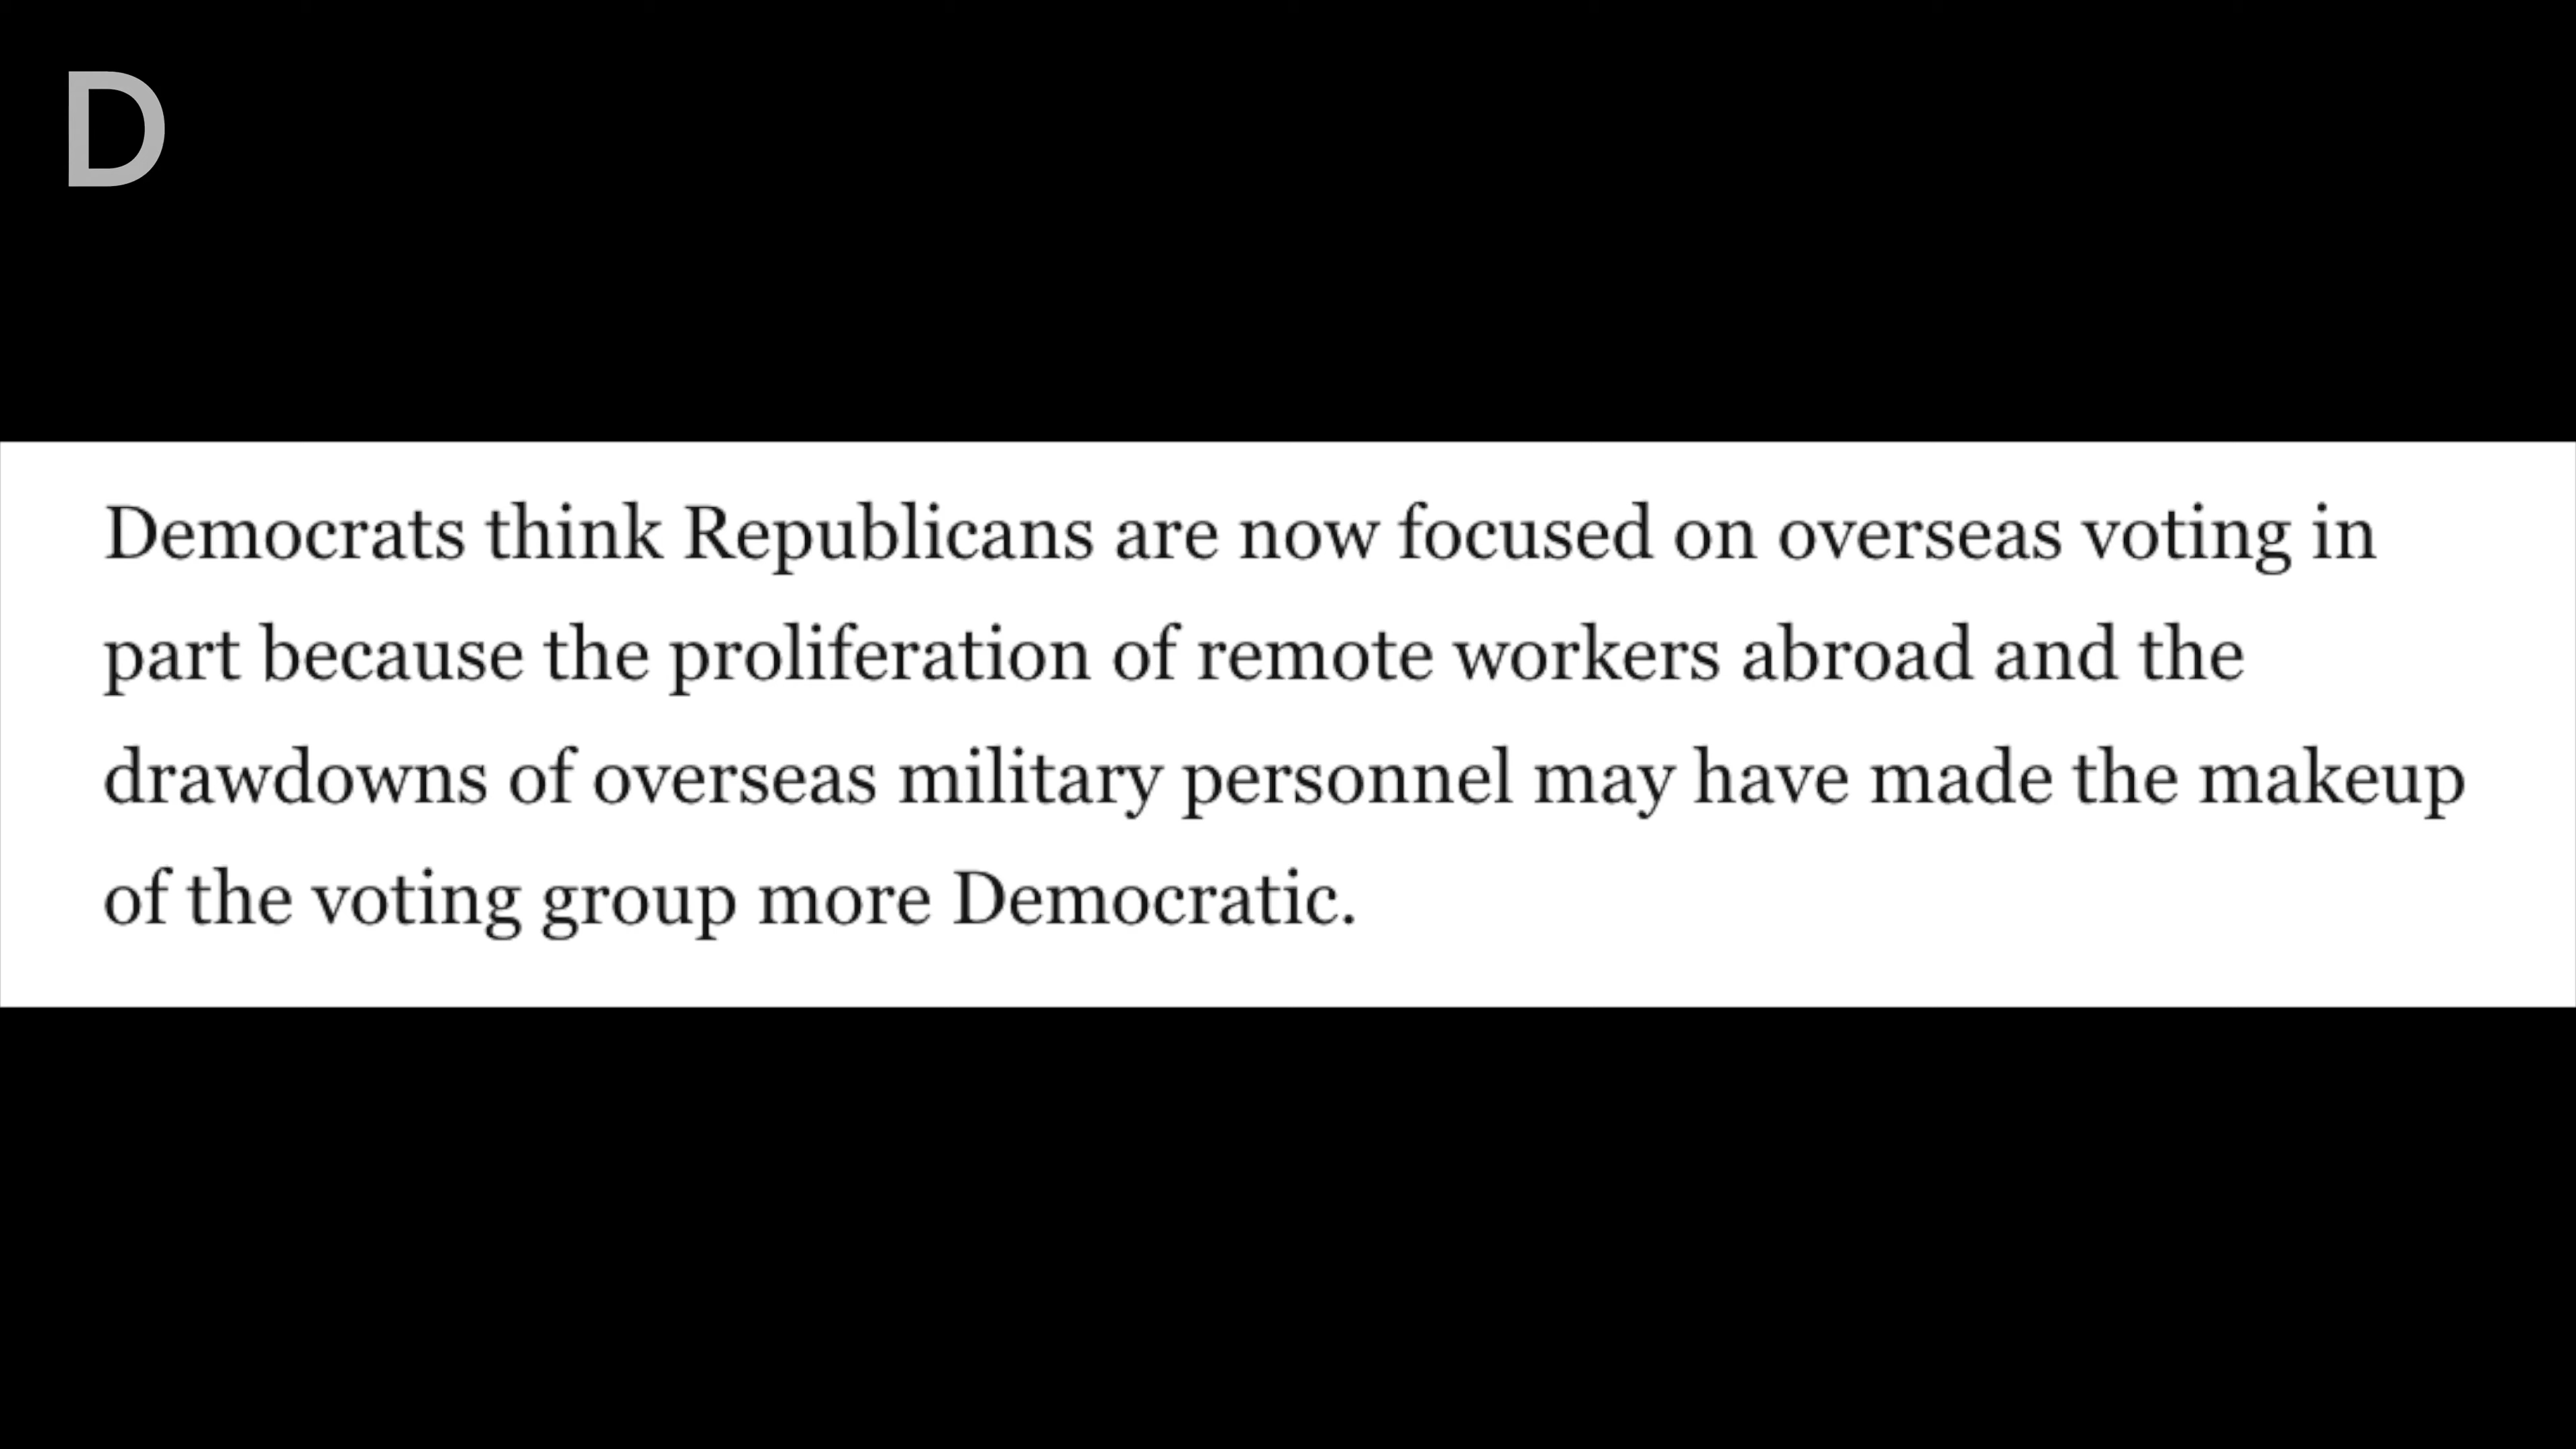 D
Democrats think Republicans are now focused on overseas voting in
part because the proliferation of remote workers abroad and the
drawdowns of overseas military personnel may have made the makeup
of the voting group more Democratic.